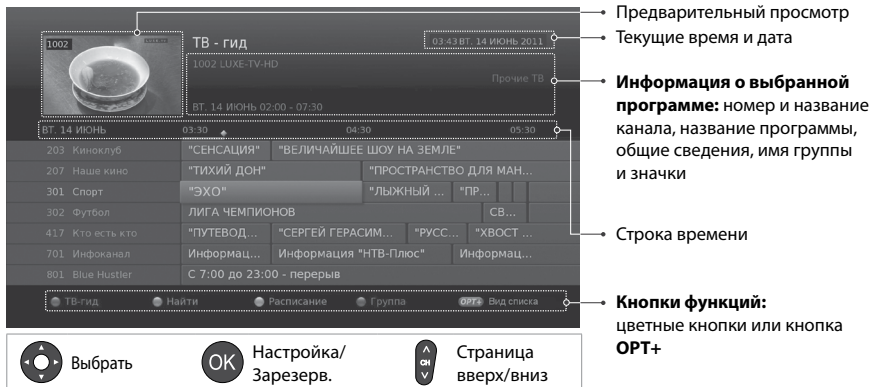 1002
ТВ - гид
03:43 ВТ. 14 ИЮНЬ 2011
1002 LUXE-TV-HD
Прочие ТВ
ВТ. 14 ИЮНЬ 02:00 - 07:30
ВТ. 14 ИЮНЬ 03:30 04:30 05:30
203 Киноклуб "СЕНСАЦИЯ" "ВЕЛИЧАЙШЕЕ ШОУ НА ЗЕМЛЕ"
207 Наше кино "ТИХИЙ ДОН" "ПРОСТРАНСТВО ДЛЯ МАН...
301 Спорт "ЭХО" "ЛЫЖНЫЙ ... "ПР...
302 Футбол ЛИГА ЧЕМПИОНОВ СВ...
417 Кто есть кто "ПУТЕВОД... "СЕРГЕЙ ГЕРАСИМ... "РУСС... "ХВОСТ ...
701 Инфоканал Информац... Информация "НТВ-Плюс" Информац...
801 Blue Hustler С 7:00 до 23:00 - перерыв
ТВ-гид Найти Расписание Группа OPT+ Вид списка
Предварительный просмотр
Текущие время и дата
Информация о выбранной
программе: номер и название
канала, название программы,
общие сведения, имя группы
и значки
Строка времени
Кнопки функций:
цветные кнопки или кнопка
OPT+
Выбрать
OK
Настройка/
Зарезерв.
CH
Страница
вверх/вниз